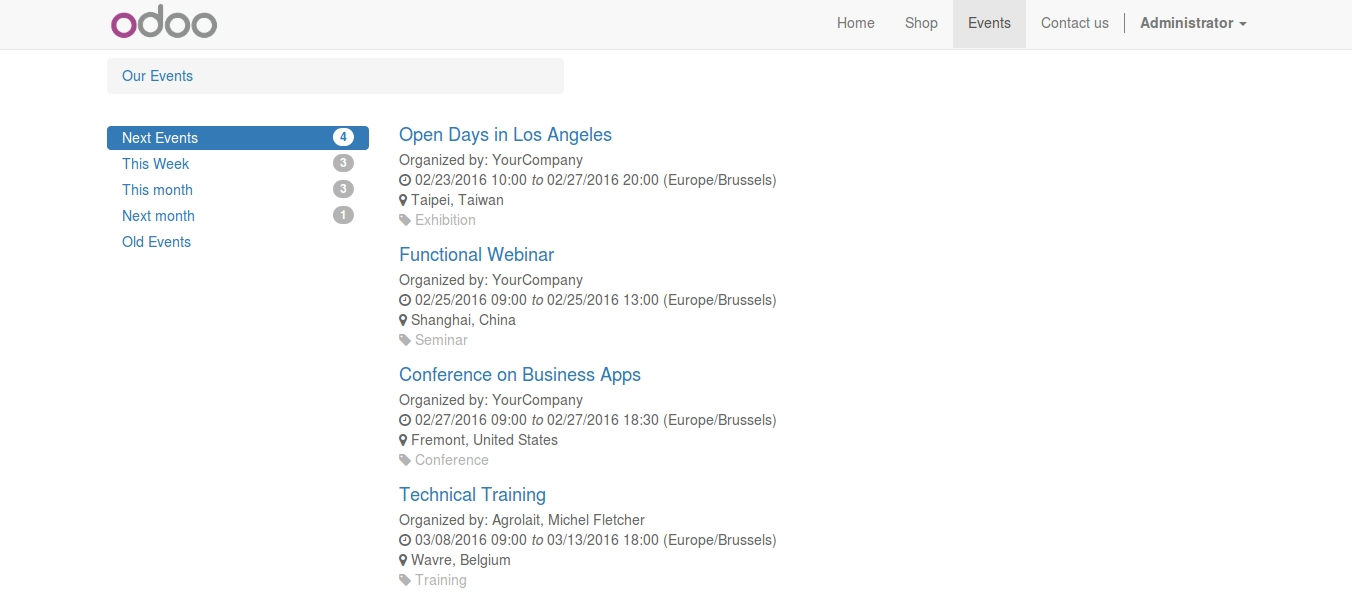 odoo
Home Shop Events Contact us Administrator
Our Events
Next Events 4
This Week 3
This month 3
Next month 1
Old Events
Open Days in Los Angeles
Organized by: YourCompany
02/23/2016 10:00 to 02/27/2016 20:00 (Europe/Brussels)
Taipei, Taiwan
Exhibition
Functional Webinar
Organized by: YourCompany
02/25/2016 09:00 to 02/25/2016 13:00 (Europe/Brussels)
Shanghai, China
Seminar
Conference on Business Apps
Organized by: YourCompany
02/27/2016 09:00 to 02/27/2016 18:30 (Europe/Brussels)
Fremont, United States
Conference
Technical Training
Organized by: Agrolait, Michel Fletcher
03/08/2016 09:00 to 03/13/2016 18:00 (Europe/Brussels)
Wavre, Belgium
Training